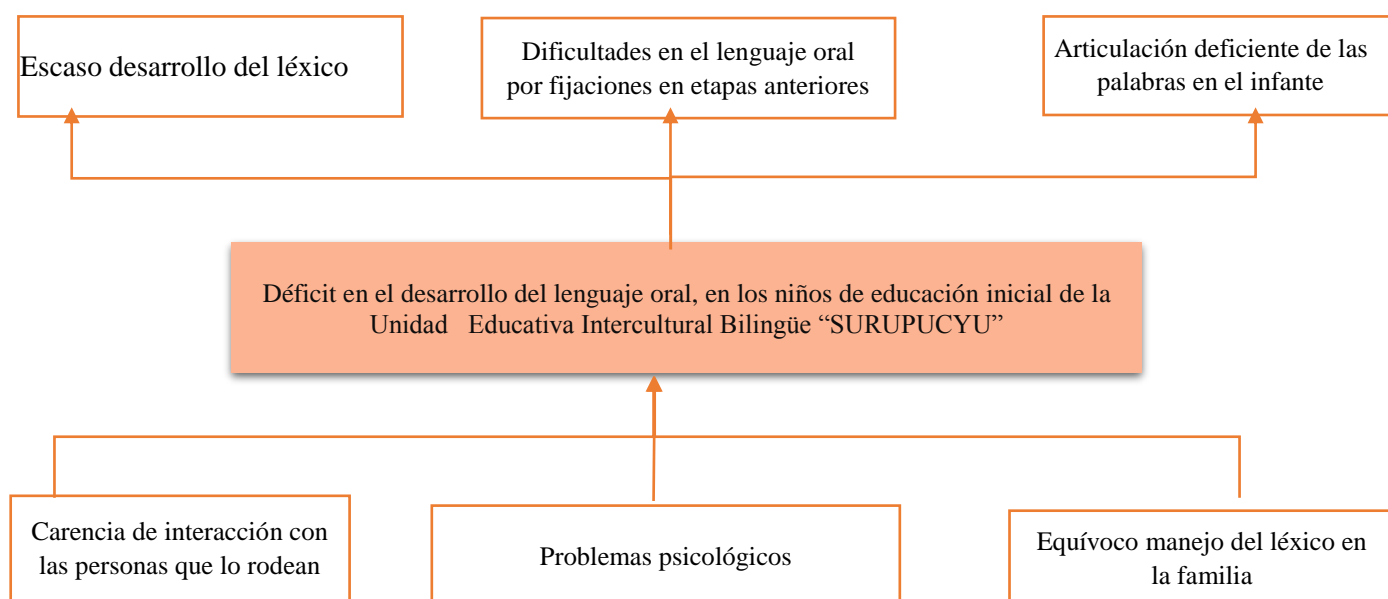 Escaso desarrollo del léxico
Dificultades en el lenguaje oral
por fijaciones en etapas anteriores
Articulación deficiente de las
palabras en el infante
Déficit en el desarrollo del lenguaje oral, en los niños de educación inicial de la
Unidad Educativa Intercultural Bilingüe “SURUPUCYU”
Carencia de interacción con
las personas que lo rodean
Problemas psicológicos
Equívoco manejo del léxico en
la familia